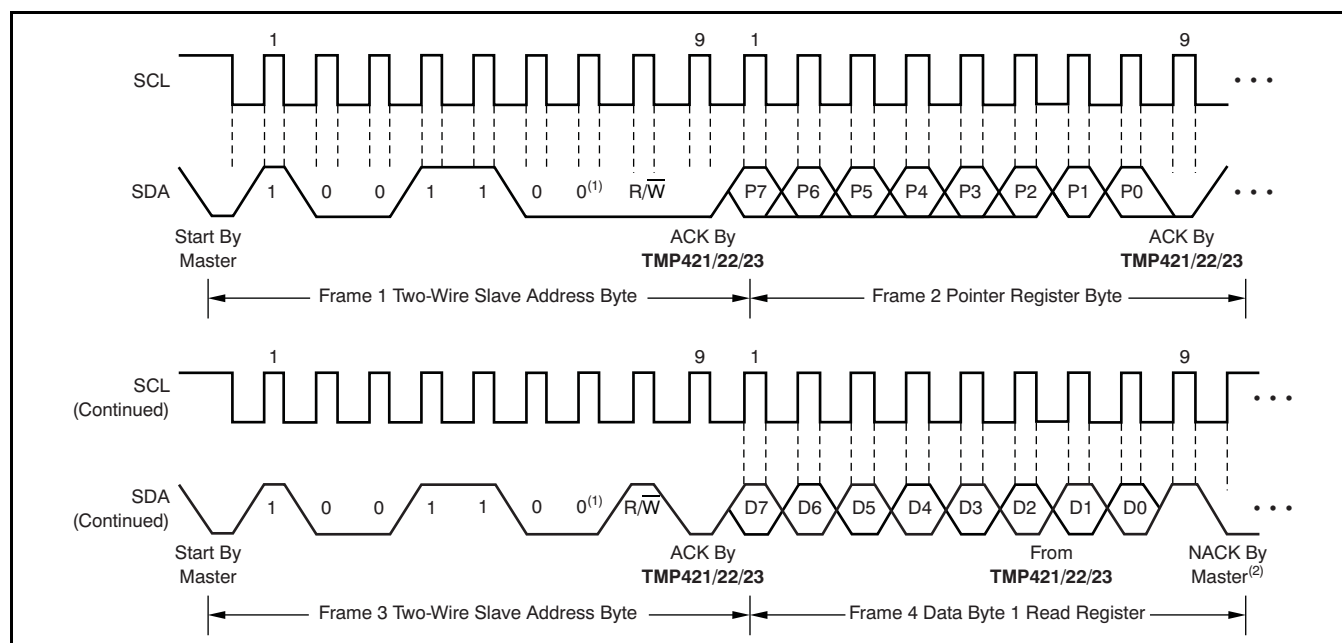 1 9 1 9
SCL • • •
SDA 1 0 0 1 1 0 0(1) R/W̅ P7 P6 P5 P4 P3 P2 P1 P0 • • •
Start By ACK By ACK By
Master TMP421/22/23 TMP421/22/23
Frame 1 Two-Wire Slave Address Byte Frame 2 Pointer Register Byte
1 9 1 9
SCL
(Continued) • • •
SDA 1 0 0 1 1 0 0(1) R/W̅ D7 D6 D5 D4 D3 D2 D1 D0 • • •
(Continued)
Start By ACK By From NACK By
Master TMP421/22/23 TMP421/22/23 Master(2)
Frame 3 Two-Wire Slave Address Byte Frame 4 Data Byte 1 Read Register